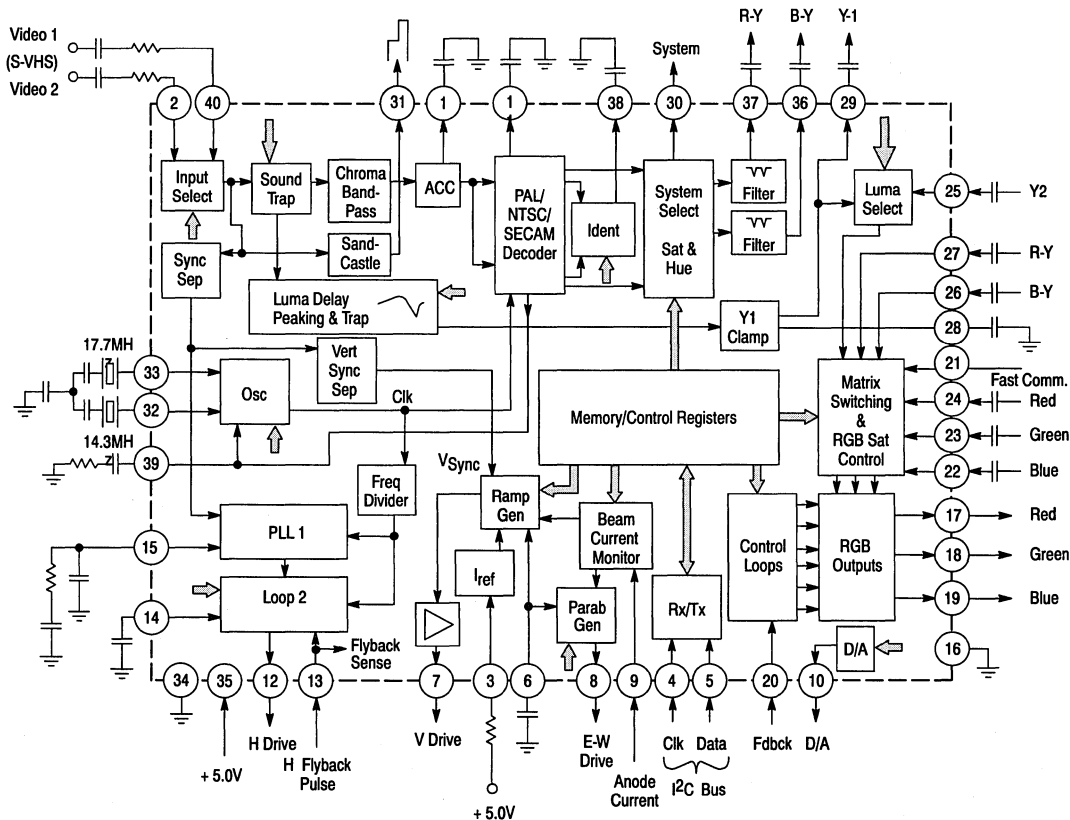 R-Y B-Y Y-1
Video 1
(S-VHS)
Video 2
System
2 40 31 1 1 38 30 37 36 29
Input
Select
Sound
Trap
Chroma
Band-
Pass
ACC
PAL/
NTSC/
SECAM
Decoder
Ident
System
Select
Sat &
Hue
Filter
Filter
Luma
Select
25 Y2
Sync
Sep
Sand-
Castle
27 R-Y
26 B-Y
Luma Delay
Peaking & Trap
Y1
Clamp
28
17.7MH
Z
33
32
14.3MH
Z
39
Osc
Vert
Sync
Sep
Clk
Memory/Control Registers
Matrix
Switching
&
RGB Sat
Control
21 Fast Comm.
24 Red
23 Green
22 Blue
VSync
Freq
Divider
Ramp
Gen
Beam
Current
Monitor
Control
Loops
RGB
Outputs
17 Red
18 Green
19 Blue
15
PLL 1
Iref
Loop 2
14
Parab
Gen
Rx/Tx
D/A
16
Flyback
Sense
34 35 12 13 7 3 6 8 9 4 5 20 10
+ 5.0V
H Drive
H Flyback
Pulse
V Drive
+ 5.0V
E-W
Drive
Anode
Current
Clk Data
I2C Bus
Fdbck D/A